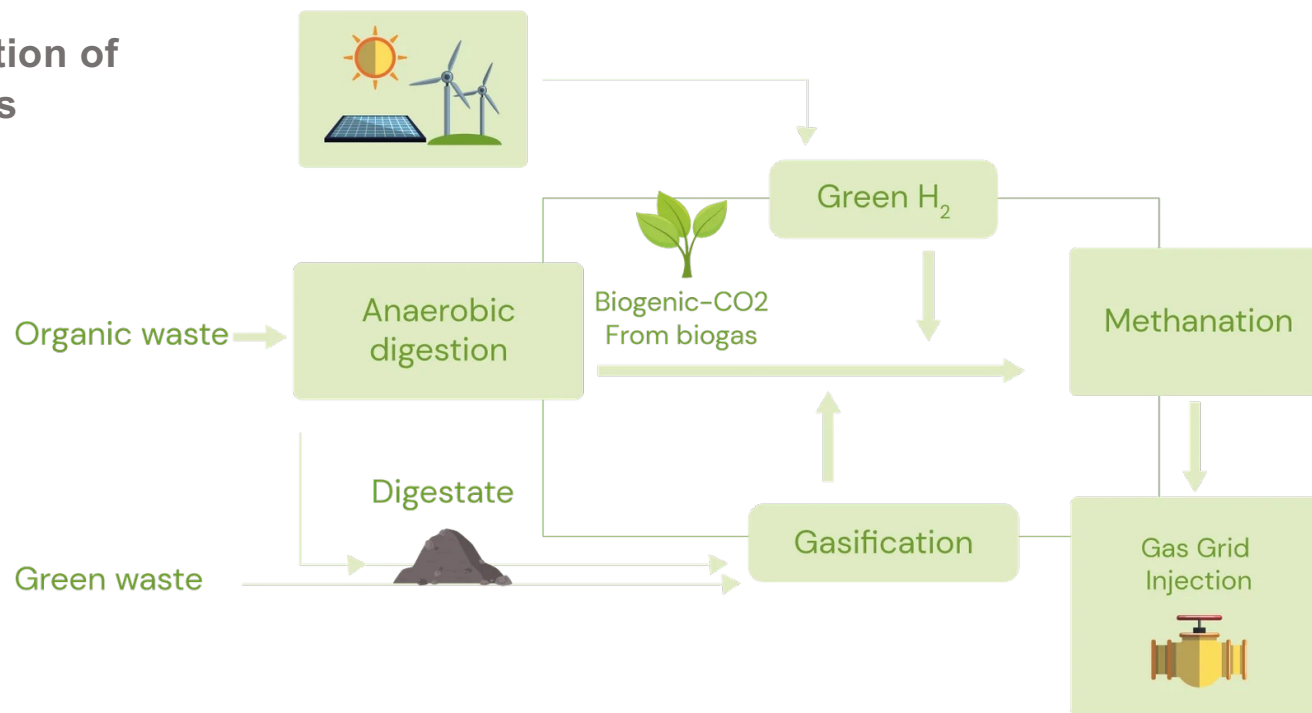 tion of
s
Green H₂
Biogenic-CO2
From biogas
Anaerobic
digestion
Organic waste
Methanation
Digestate
Gasification
Green waste
Gas Grid
Injection